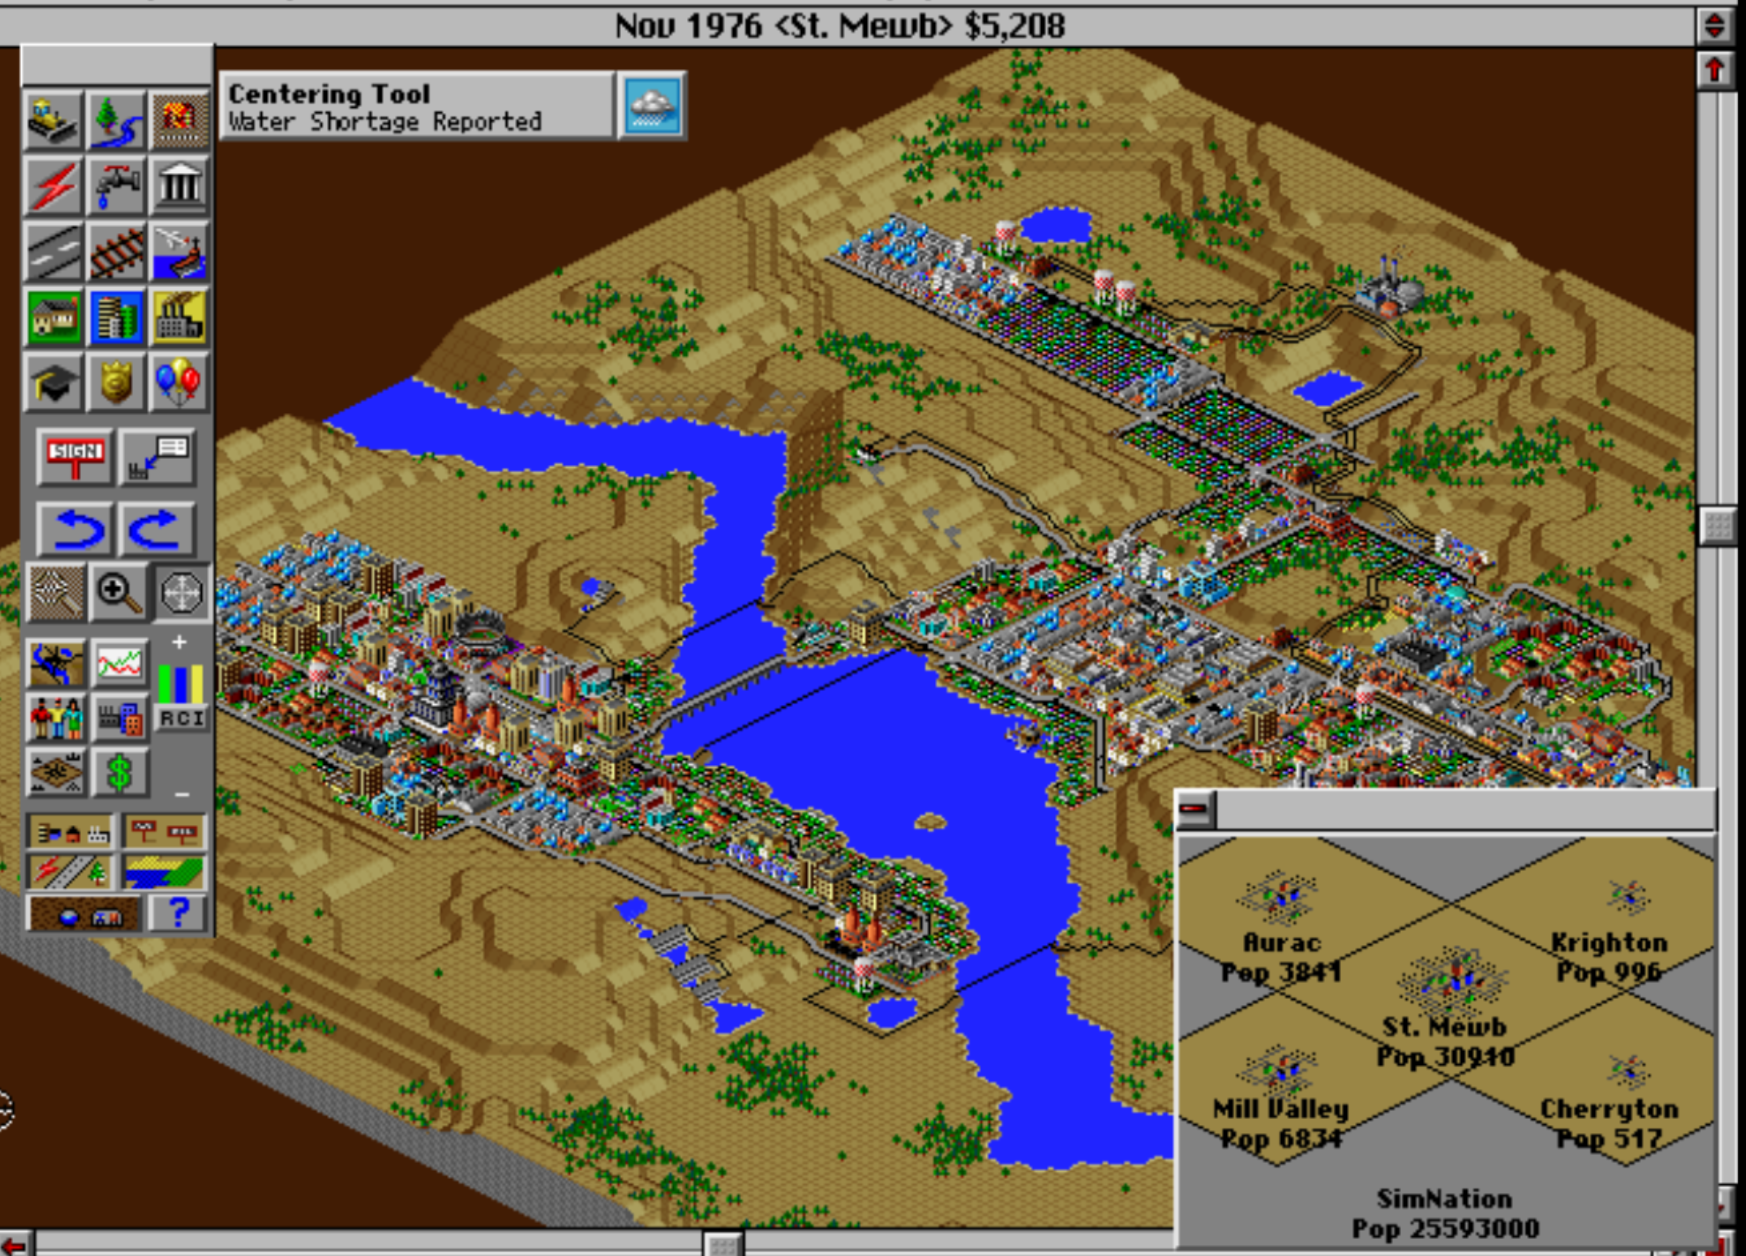 Nov 1976 <St. Mewb> $5,208
Centering Tool
Water Shortage Reported
SIGN
+
RCI
−
?
Aurac
Pop 3841
Krighton
Pop 996
St. Mewb
Pop 30940
Mill Valley
Pop 6834
Cherryton
Pop 517
SimNation
Pop 25593000